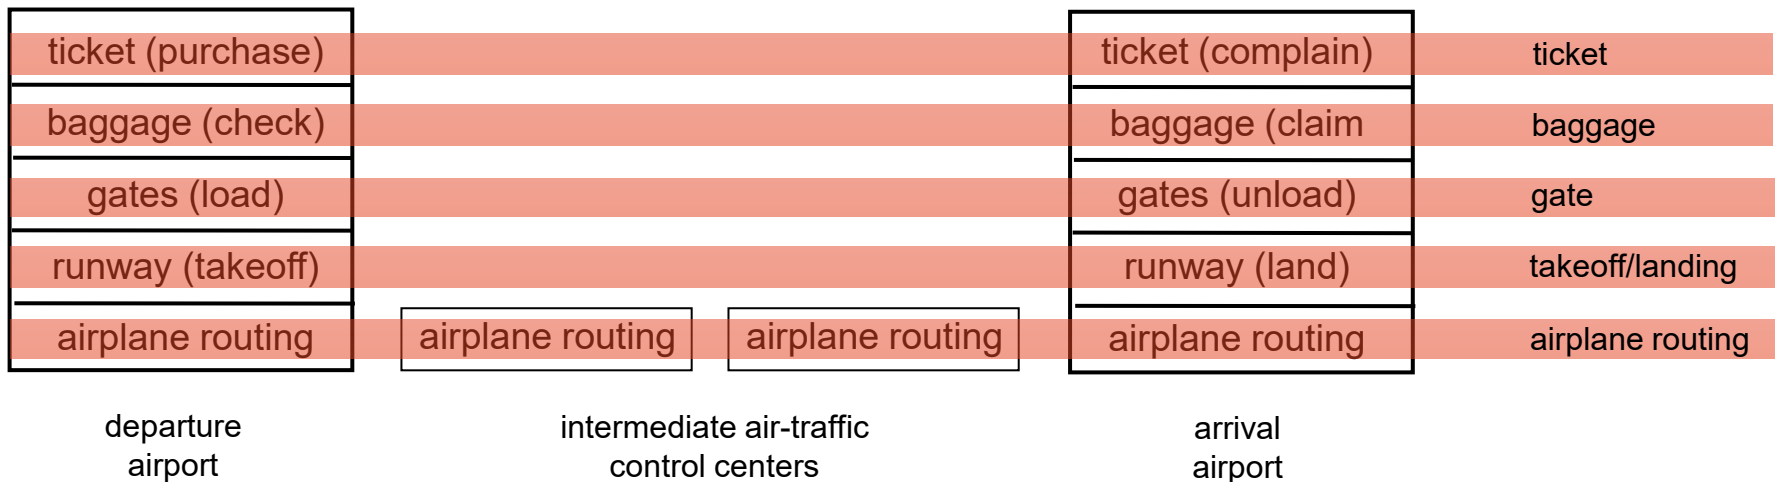 ticket (purchase) ticket (complain) ticket
baggage (check) baggage (claim baggage
gates (load) gates (unload) gate
runway (takeoff) runway (land) takeoff/landing
airplane routing airplane routing airplane routing airplane routing airplane routing
departure
airport
intermediate air-traffic
control centers
arrival
airport